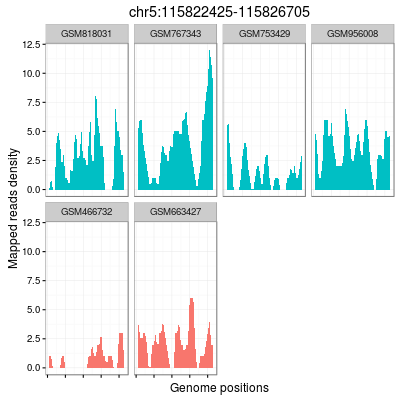 chr5:115822425-115826705
GSM818031 GSM767343 GSM753429 GSM956008
12.5
10.0
7.5
5.0
2.5
0.0
GSM466732 GSM663427
12.5
10.0
7.5
5.0
2.5
0.0
Mapped reads density
Genome positions